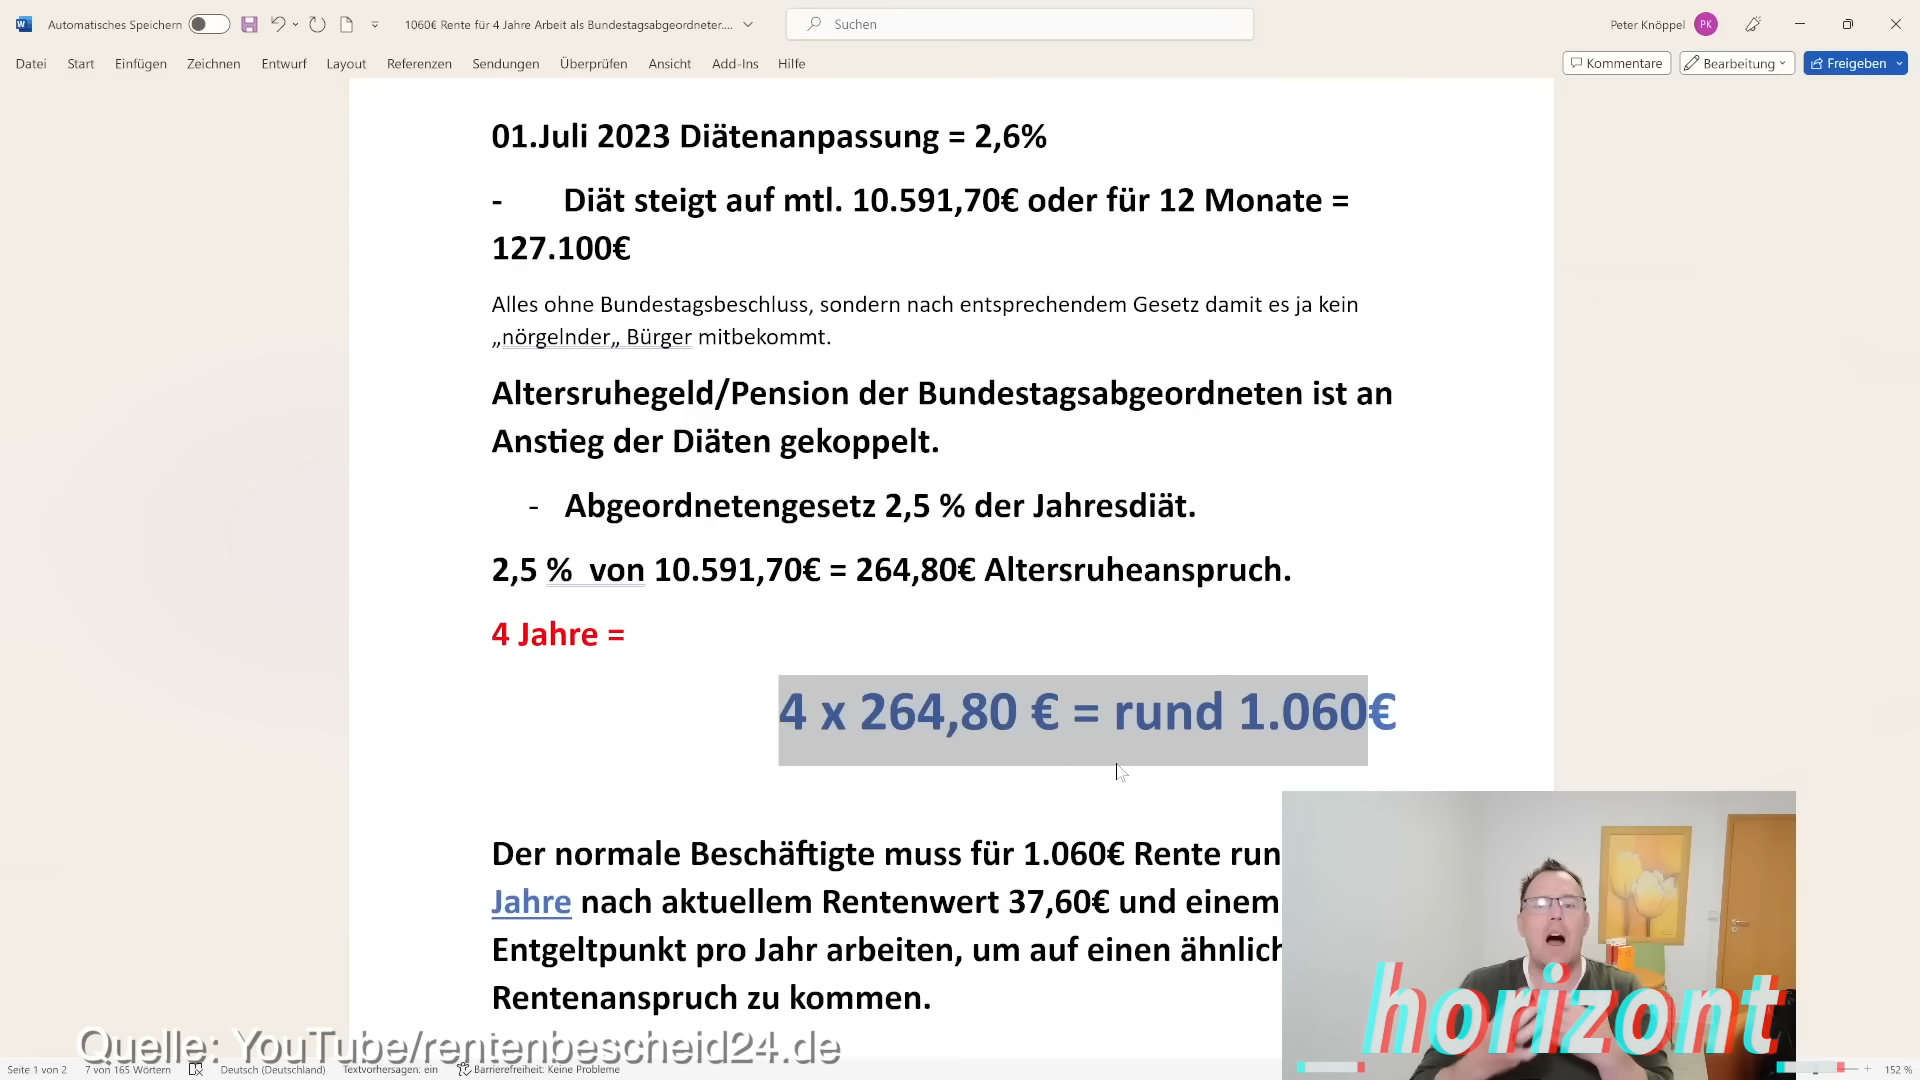 Automatisches Speichern
1060€ Rente für 4 Jahre Arbeit als Bundestagsabgeordneter....
Suchen
Peter Knöppel
PK
Datei Start Einfügen Zeichnen Entwurf Layout Referenzen Sendungen Überprüfen Ansicht Add-Ins Hilfe
Kommentare Bearbeitung Freigeben
01.Juli 2023 Diätenanpassung = 2,6%
- Diät steigt auf mtl. 10.591,70€ oder für 12 Monate =
127.100€
Alles ohne Bundestagsbeschluss, sondern nach entsprechendem Gesetz damit es ja kein
„nörgelnder„ Bürger mitbekommt.
Altersruhegeld/Pension der Bundestagsabgeordneten ist an
Anstieg der Diäten gekoppelt.
- Abgeordnetengesetz 2,5 % der Jahresdiät.
2,5 % von 10.591,70€ = 264,80€ Altersruheanspruch.
4 Jahre =
4 x 264,80 € = rund 1.060€
Der normale Beschäftigte muss für 1.060€ Rente run
Jahre nach aktuellem Rentenwert 37,60€ und einem
Entgeltpunkt pro Jahr arbeiten, um auf einen ähnlich
Rentenanspruch zu kommen.
horizont
Quelle: YouTube/rentenbescheid24.de
Seite 1 von 2 7 von 165 Wörtern Deutsch (Deutschland) Textvorhersagen: ein Barrierefreiheit: Keine Probleme
152 %